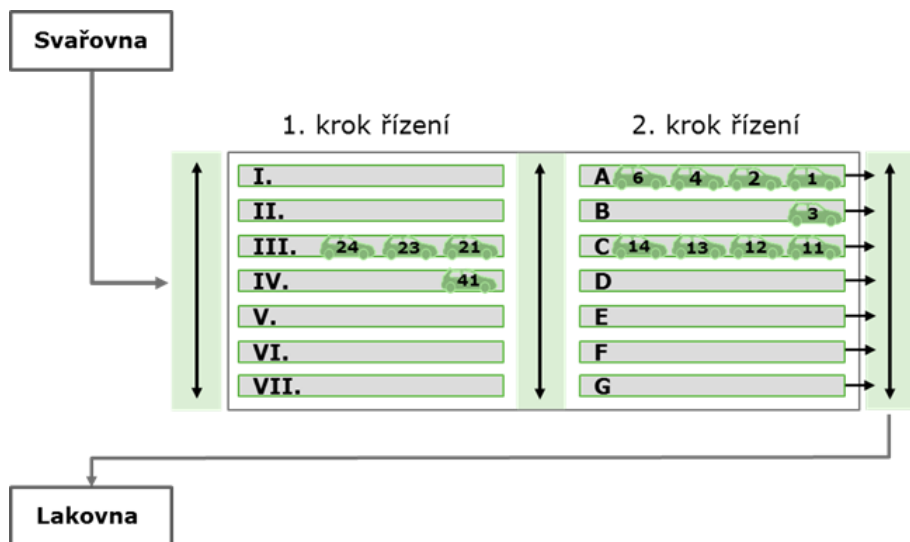 Svařovna
1. krok řízení
2. krok řízení
I.
A 6 4 2 1
II.
B 3
III. 24 23 21
C 14 13 12 11
IV. 41
D
V.
E
VI.
F
VII.
G
Lakovna